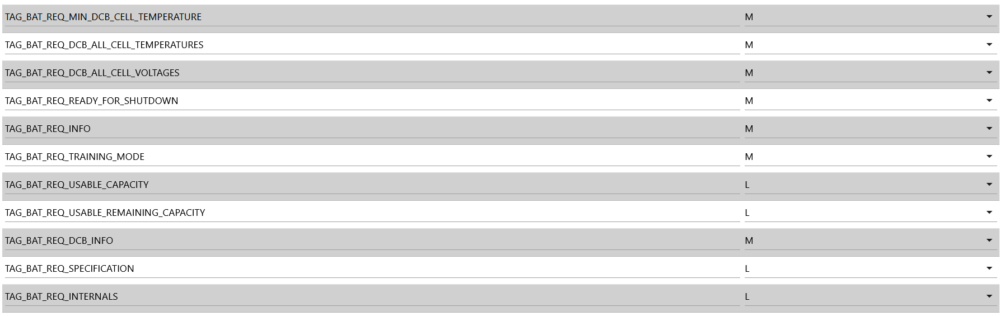 TAG_BAT_REQ_MIN_DCB_CELL_TEMPERATURE M
TAG_BAT_REQ_DCB_ALL_CELL_TEMPERATURES M
TAG_BAT_REQ_DCB_ALL_CELL_VOLTAGES M
TAG_BAT_REQ_READY_FOR_SHUTDOWN M
TAG_BAT_REQ_INFO M
TAG_BAT_REQ_TRAINING_MODE M
TAG_BAT_REQ_USABLE_CAPACITY L
TAG_BAT_REQ_USABLE_REMAINING_CAPACITY L
TAG_BAT_REQ_DCB_INFO M
TAG_BAT_REQ_SPECIFICATION L
TAG_BAT_REQ_INTERNALS L